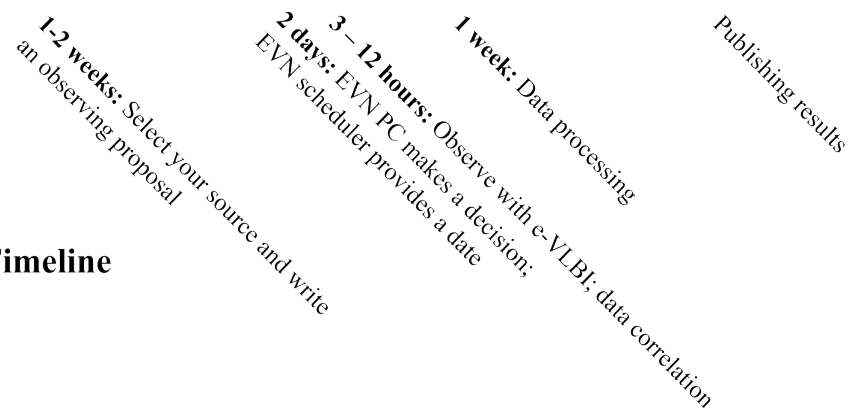 1-2 weeks: Select your source and write
an observing proposal
2 days: EVN PC makes a decision;
EVN scheduler provides a date
3 – 12 hours: Observe with e-VLBI; data correlation
1 week: Data processing
Publishing results
imeline